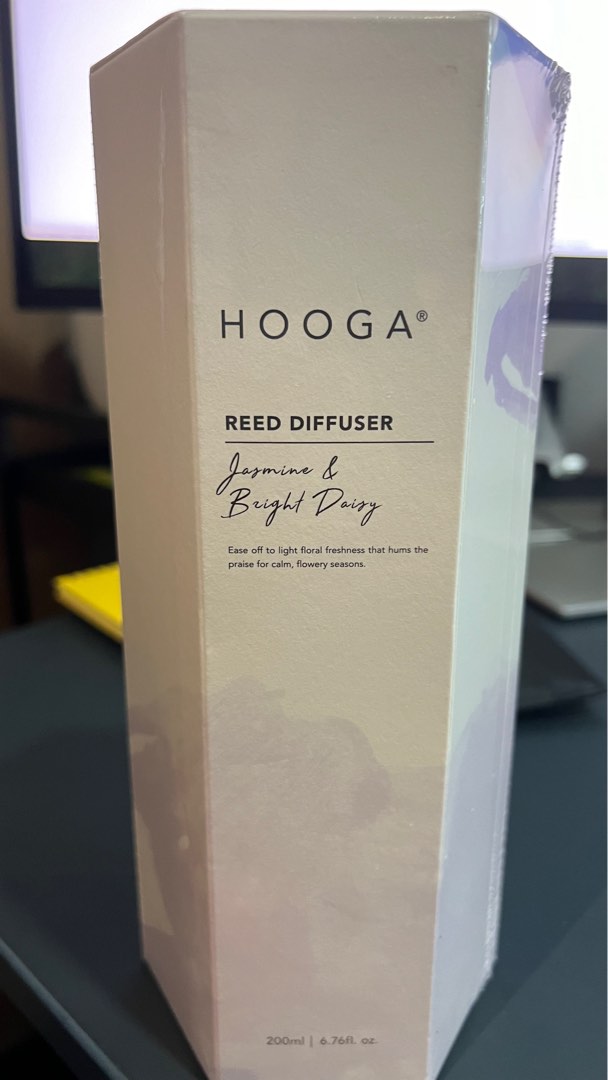 HOOGA®
REED DIFFUSER
Jasmine &
Bright Daisy
Ease off to light floral freshness that hums the
praise for calm, flowery seasons.
200ml | 6.76fl. oz.